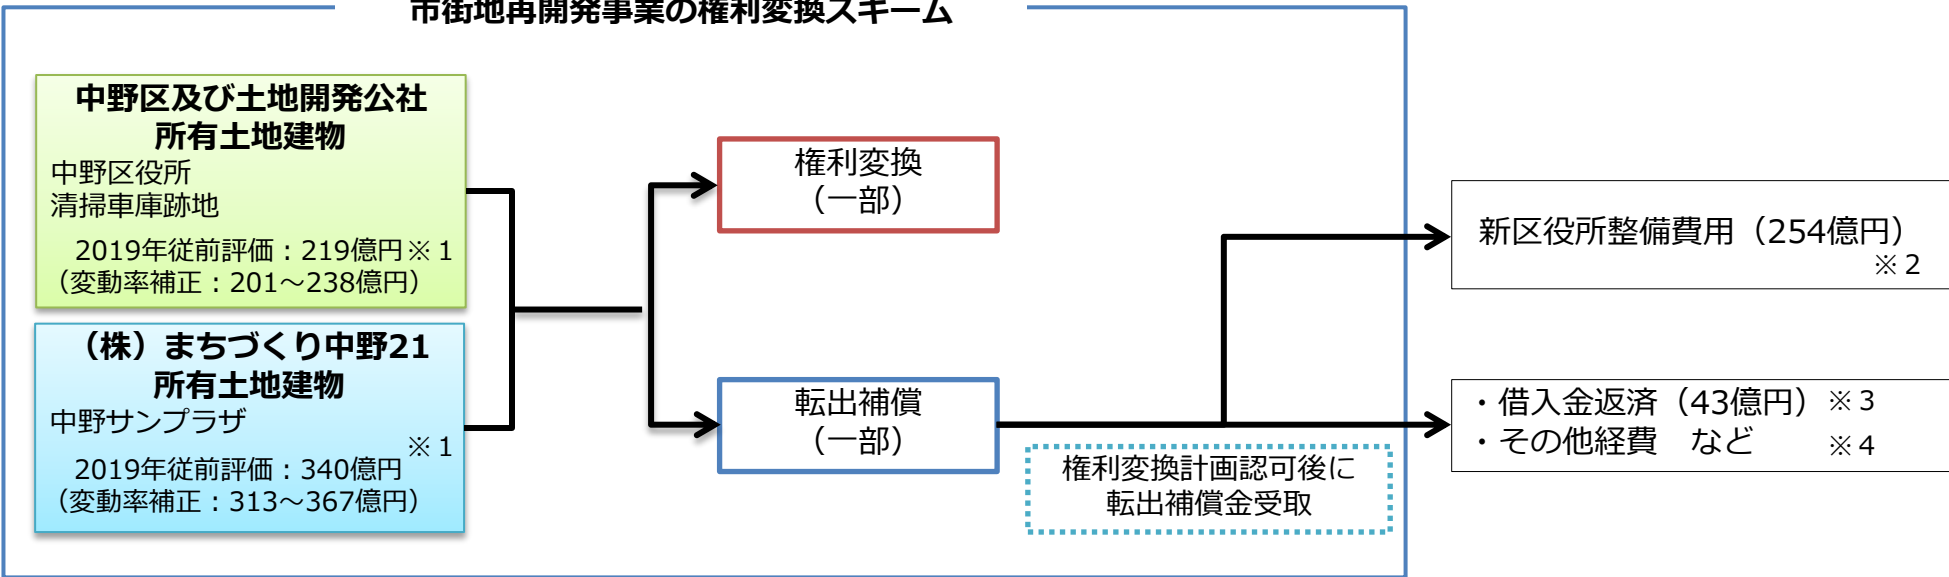 市街地再開発事業の権利変換スキーム
中野区及び土地開発公社
所有土地建物
中野区役所
清掃車庫跡地
2019年従前評価：219億円※１
（変動率補正：201～238億円）
（株）まちづくり中野21
所有土地建物
中野サンプラザ
※１
2019年従前評価：340億円
（変動率補正：313～367億円）
権利変換
（一部）
転出補償
（一部）
権利変換計画認可後に
転出補償金受取
新区役所整備費用（254億円）
※２
・借入金返済（43億円）※３
・その他経費　など　※４